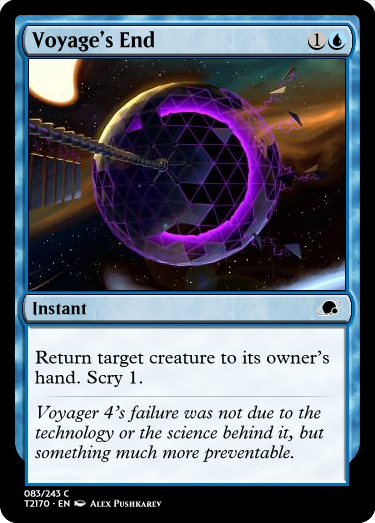 Voyage's End 1
Instant
Return target creature to its owner's
hand. Scry 1.
Voyager 4's failure was not due to the
technology or the science behind it, but
something much more preventable.
083/243 C
T2170 · EN Alex Pushkarev